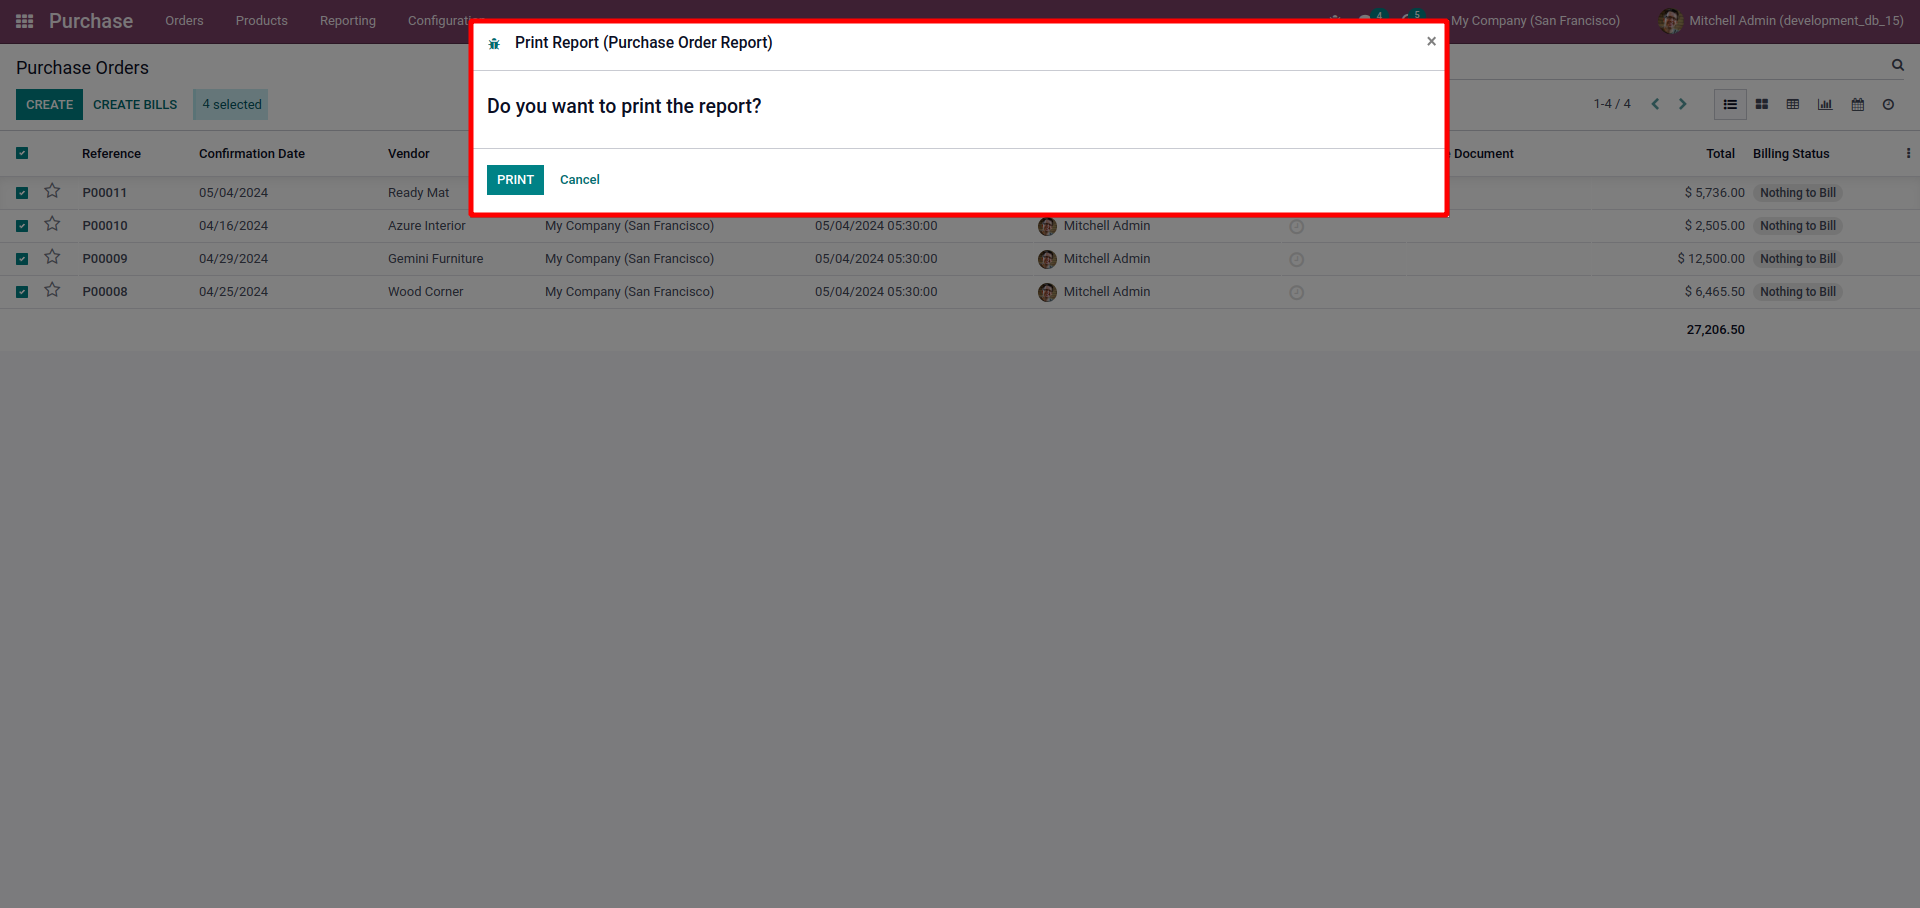 Purchase Orders Products Reporting Configuration 4 5 My Company (San Francisco) Mitchell Admin (development_db_15)
Print Report (Purchase Order Report) ×
Purchase Orders
Do you want to print the report?
CREATE CREATE BILLS 4 selected 1-4 / 4
Reference Confirmation Date Vendor Document Total Billing Status
PRINT Cancel
P00011 05/04/2024 Ready Mat $ 5,736.00 Nothing to Bill
P00010 04/16/2024 Azure Interior My Company (San Francisco) 05/04/2024 05:30:00 Mitchell Admin $ 2,505.00 Nothing to Bill
P00009 04/29/2024 Gemini Furniture My Company (San Francisco) 05/04/2024 05:30:00 Mitchell Admin $ 12,500.00 Nothing to Bill
P00008 04/25/2024 Wood Corner My Company (San Francisco) 05/04/2024 05:30:00 Mitchell Admin $ 6,465.50 Nothing to Bill
27,206.50